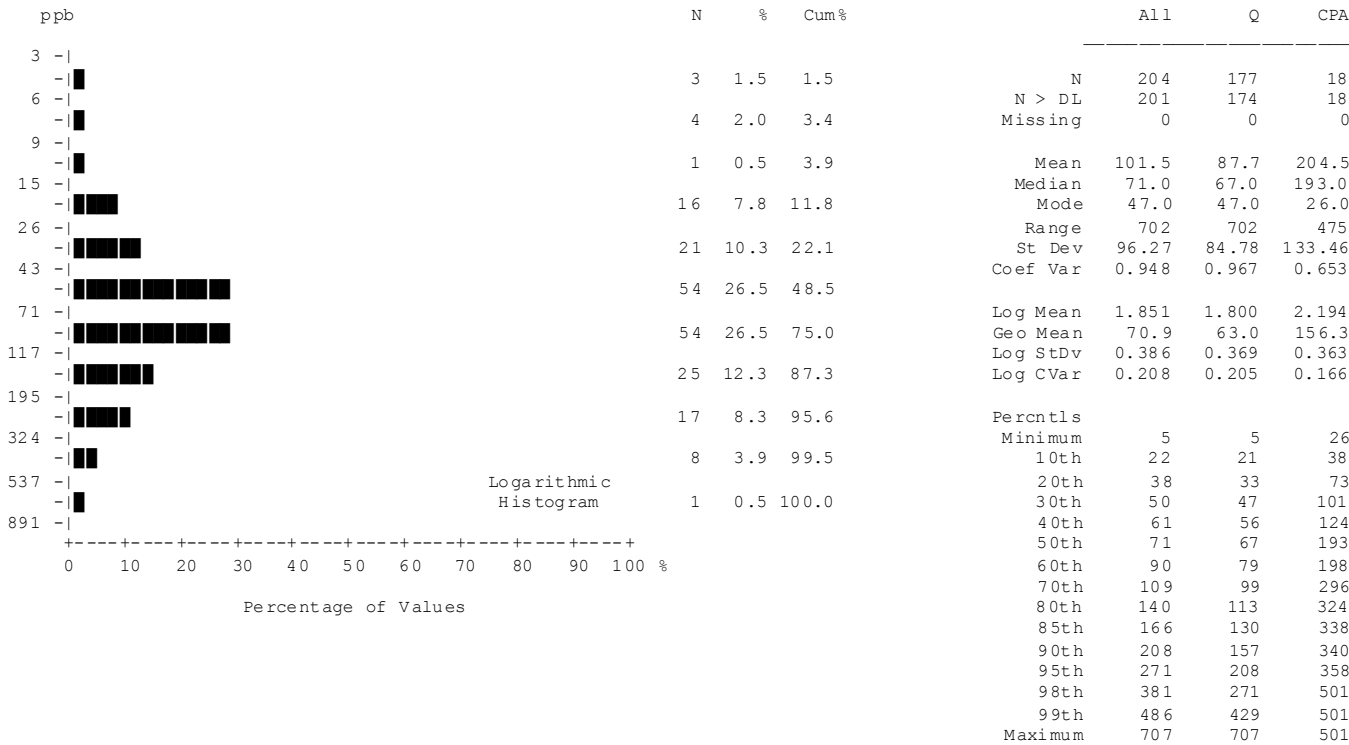 ppb N % Cum% All Q CPA
3 -|
-| 3 1.5 1.5 N 204 177 18
6 -| N > DL 201 174 18
-| 4 2.0 3.4 Missing 0 0 0
9 -|
-| 1 0.5 3.9 Mean 101.5 87.7 204.5
15 -| Median 71.0 67.0 193.0
-| 16 7.8 11.8 Mode 47.0 47.0 26.0
26 -| Range 702 702 475
-| 21 10.3 22.1 St Dev 96.27 84.78 133.46
43 -| Coef Var 0.948 0.967 0.653
-| 54 26.5 48.5
71 -| Log Mean 1.851 1.800 2.194
-| 54 26.5 75.0 Geo Mean 70.9 63.0 156.3
117 -| Log StDv 0.386 0.369 0.363
-| 25 12.3 87.3 Log CVar 0.208 0.205 0.166
195 -|
-| 17 8.3 95.6 Percntls
324 -| Minimum 5 5 26
-| 8 3.9 99.5 10th 22 21 38
537 -| Logarithmic 20th 38 33 73
-| Histogram 1 0.5 100.0 30th 50 47 101
891 -| 40th 61 56 124
+----+----+----+----+----+----+----+----+----+----+ 50th 71 67 193
0 10 20 30 40 50 60 70 80 90 100 % 60th 90 79 198
70th 109 99 296
Percentage of Values 80th 140 113 324
85th 166 130 338
90th 208 157 340
95th 271 208 358
98th 381 271 501
99th 486 429 501
Maximum 707 707 501